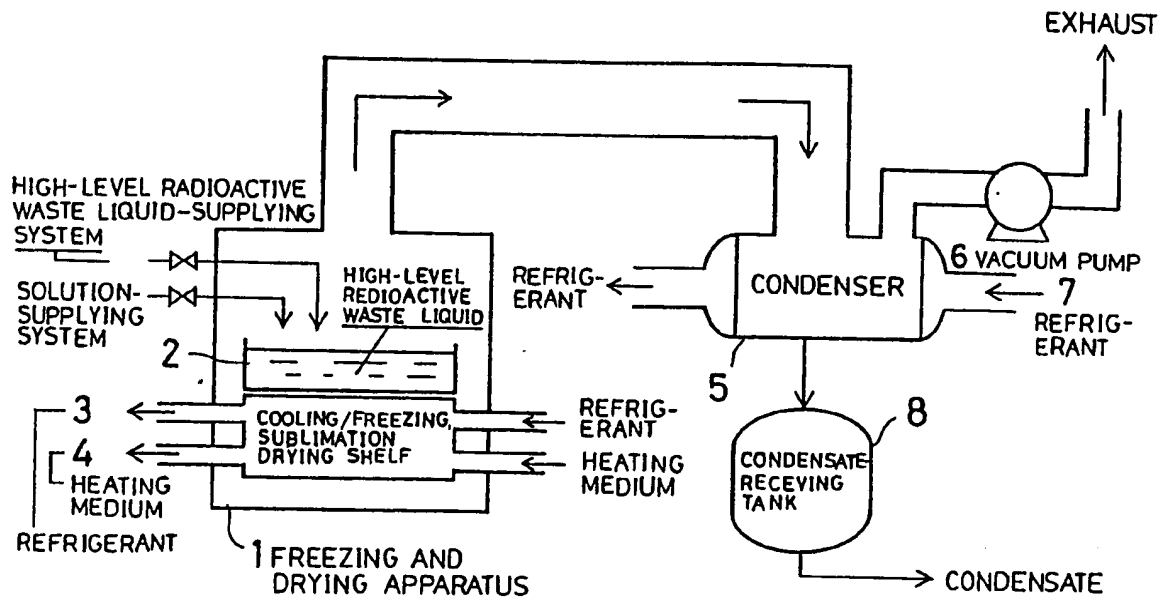 EXHAUST
HIGH-LEVEL RADIOACTIVE
WASTE LIQUID-SUPPLYING
SYSTEM
SOLUTION-
SUPPLYING
SYSTEM
HIGH-LEVEL
REDIOACTIVE
WASTE LIQUID
2
3
4
HEATING
MEDIUM
REFRIGERANT
COOLING/FREEZING,
SUBLIMATION
DRYING SHELF
REFRIG-
ERANT
HEATING
MEDIUM
1 FREEZING AND
DRYING APPARATUS
REFRIG-
ERANT
CONDENSER
5
6 VACUUM PUMP
7
REFRIG-
ERANT
8
CONDENSATE-
RECEVING
TANK
CONDENSATE